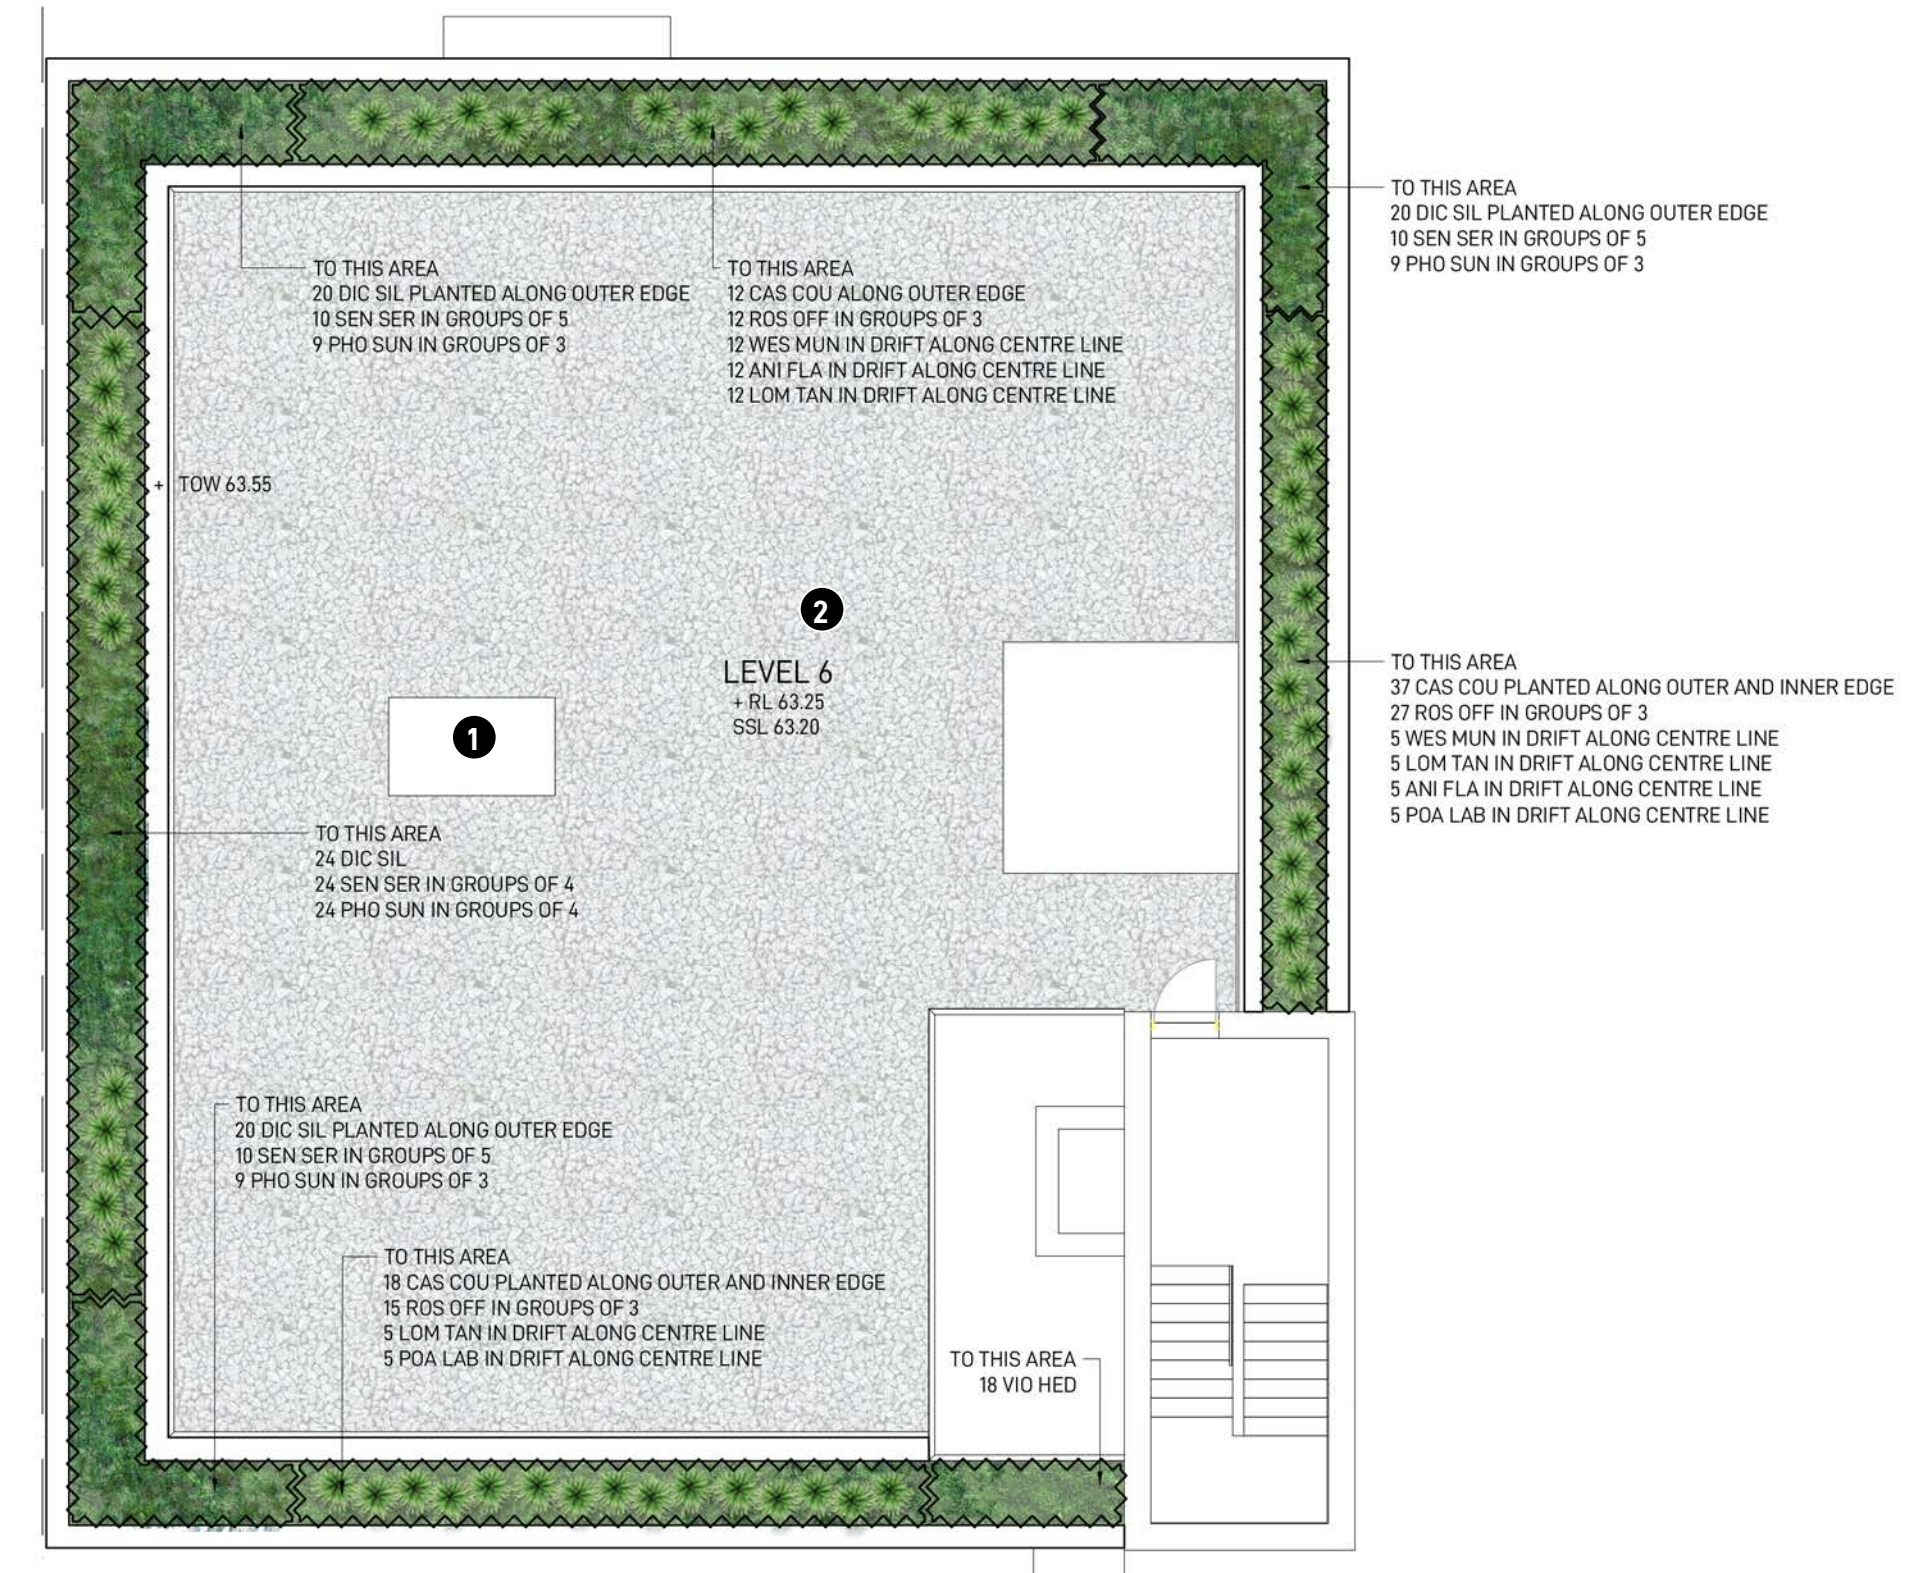 TO THIS AREA
20 DIC SIL PLANTED ALONG OUTER EDGE
10 SEN SER IN GROUPS OF 5
9 PHO SUN IN GROUPS OF 3
TO THIS AREA
12 CAS COU ALONG OUTER EDGE
12 ROS OFF IN GROUPS OF 3
12 WES MUN IN DRIFT ALONG CENTRE LINE
12 ANI FLA IN DRIFT ALONG CENTRE LINE
12 LOM TAN IN DRIFT ALONG CENTRE LINE
TO THIS AREA
20 DIC SIL PLANTED ALONG OUTER EDGE
10 SEN SER IN GROUPS OF 5
9 PHO SUN IN GROUPS OF 3
+ TOW 63.55
2
LEVEL 6
+ RL 63.25
SSL 63.20
1
TO THIS AREA
37 CAS COU PLANTED ALONG OUTER AND INNER EDGE
27 ROS OFF IN GROUPS OF 3
5 WES MUN IN DRIFT ALONG CENTRE LINE
5 LOM TAN IN DRIFT ALONG CENTRE LINE
5 ANI FLA IN DRIFT ALONG CENTRE LINE
5 POA LAB IN DRIFT ALONG CENTRE LINE
TO THIS AREA
24 DIC SIL
24 SEN SER IN GROUPS OF 4
24 PHO SUN IN GROUPS OF 4
TO THIS AREA
20 DIC SIL PLANTED ALONG OUTER EDGE
10 SEN SER IN GROUPS OF 5
9 PHO SUN IN GROUPS OF 3
TO THIS AREA
18 CAS COU PLANTED ALONG OUTER AND INNER EDGE
15 ROS OFF IN GROUPS OF 3
5 LOM TAN IN DRIFT ALONG CENTRE LINE
5 POA LAB IN DRIFT ALONG CENTRE LINE
TO THIS AREA
18 VIO HED